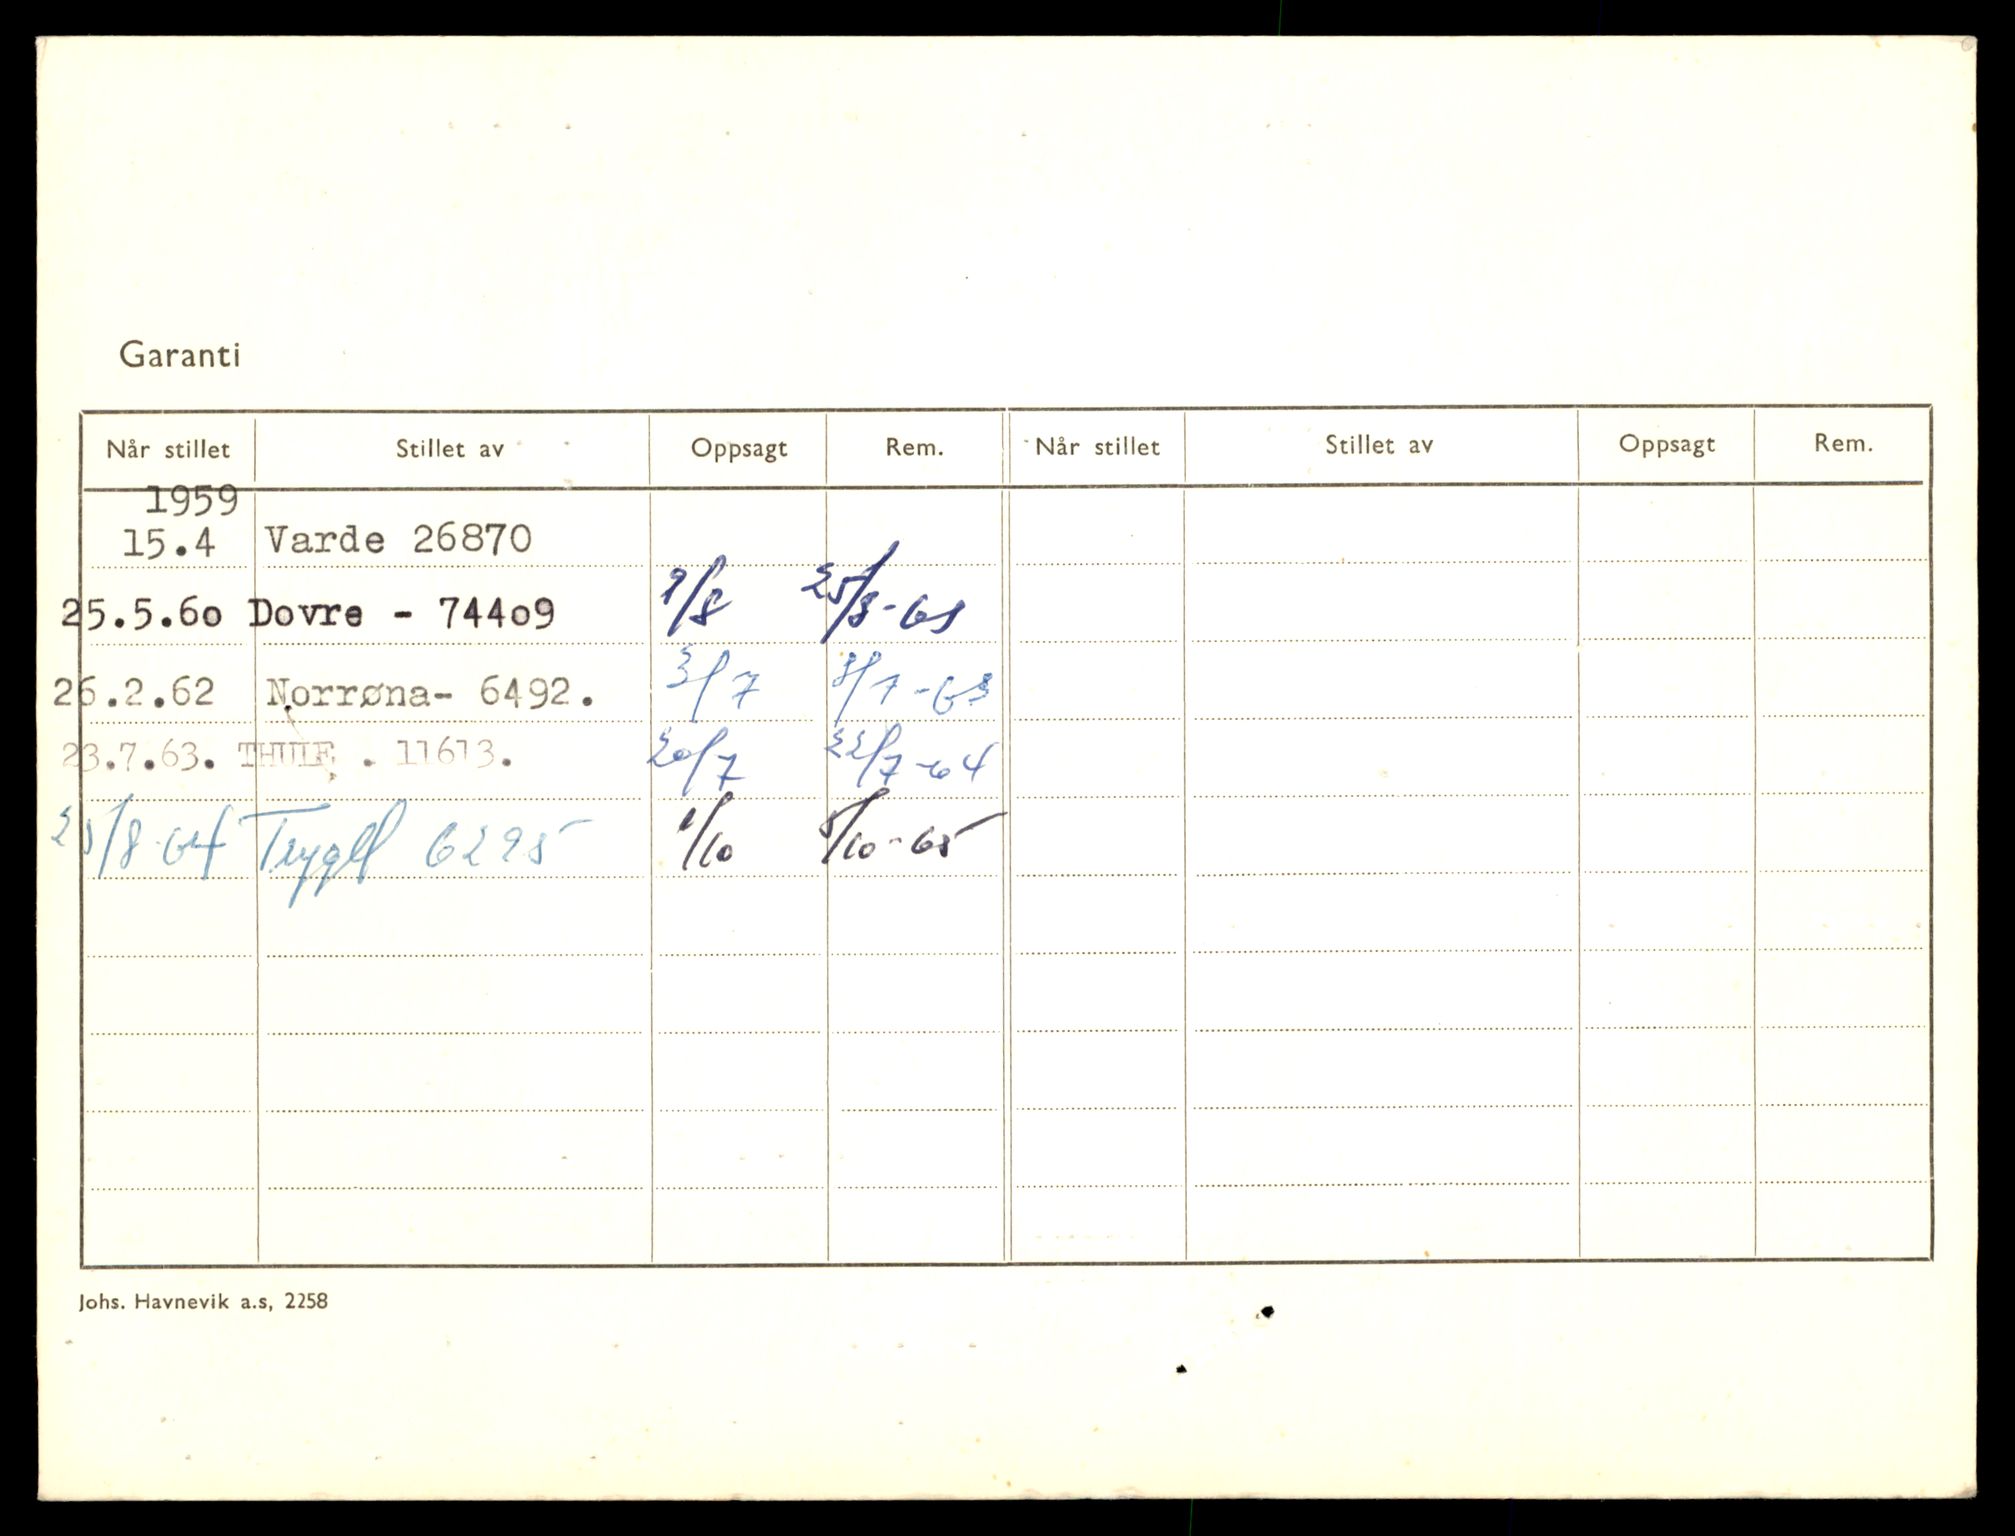 Garanti
Når stillet Stillet av Oppsagt Rem. Når stillet Stillet av Oppsagt Rem.
1959
15.4 Varde 26870
25.5.6o Dovre - 744o9 9/8 25/8-61
26.2.62 Norrøna- 6492. 3/7 8/7-63
23.7.63. THULE . 11613. 20/7 22/7-64
25/8-64 6295 1/10 8/10-65
Johs. Havnevik a.s, 2258